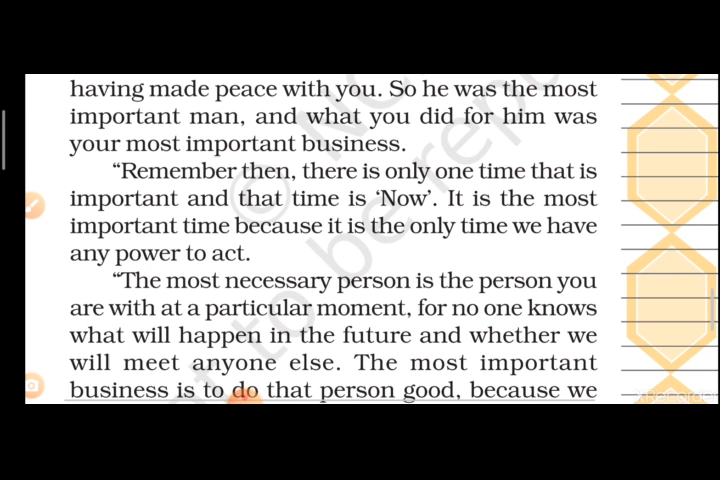 having made peace with you. So he was the most
important man, and what you did for him was
your most important business.
“Remember then, there is only one time that is
important and that time is ‘Now’. It is the most
important time because it is the only time we have
any power to act.
“The most necessary person is the person you
are with at a particular moment, for no one knows
what will happen in the future and whether we
will meet anyone else. The most important
business is to do that person good, because we